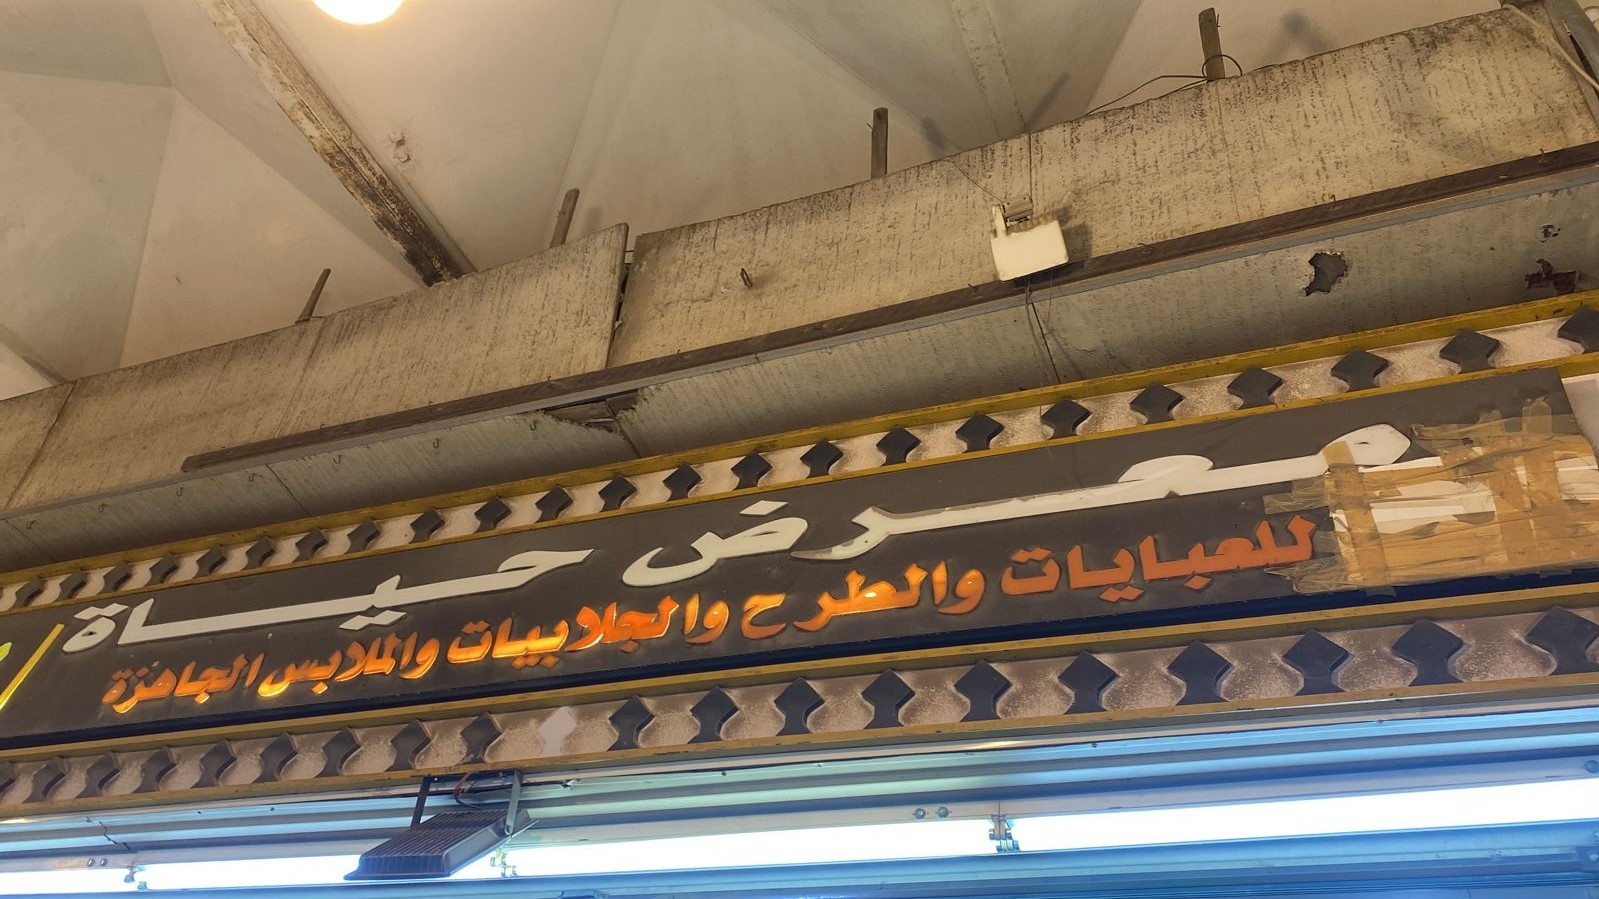 معرض حياة
للعبايات والطرح والجلابيات والملابس الجاهزة